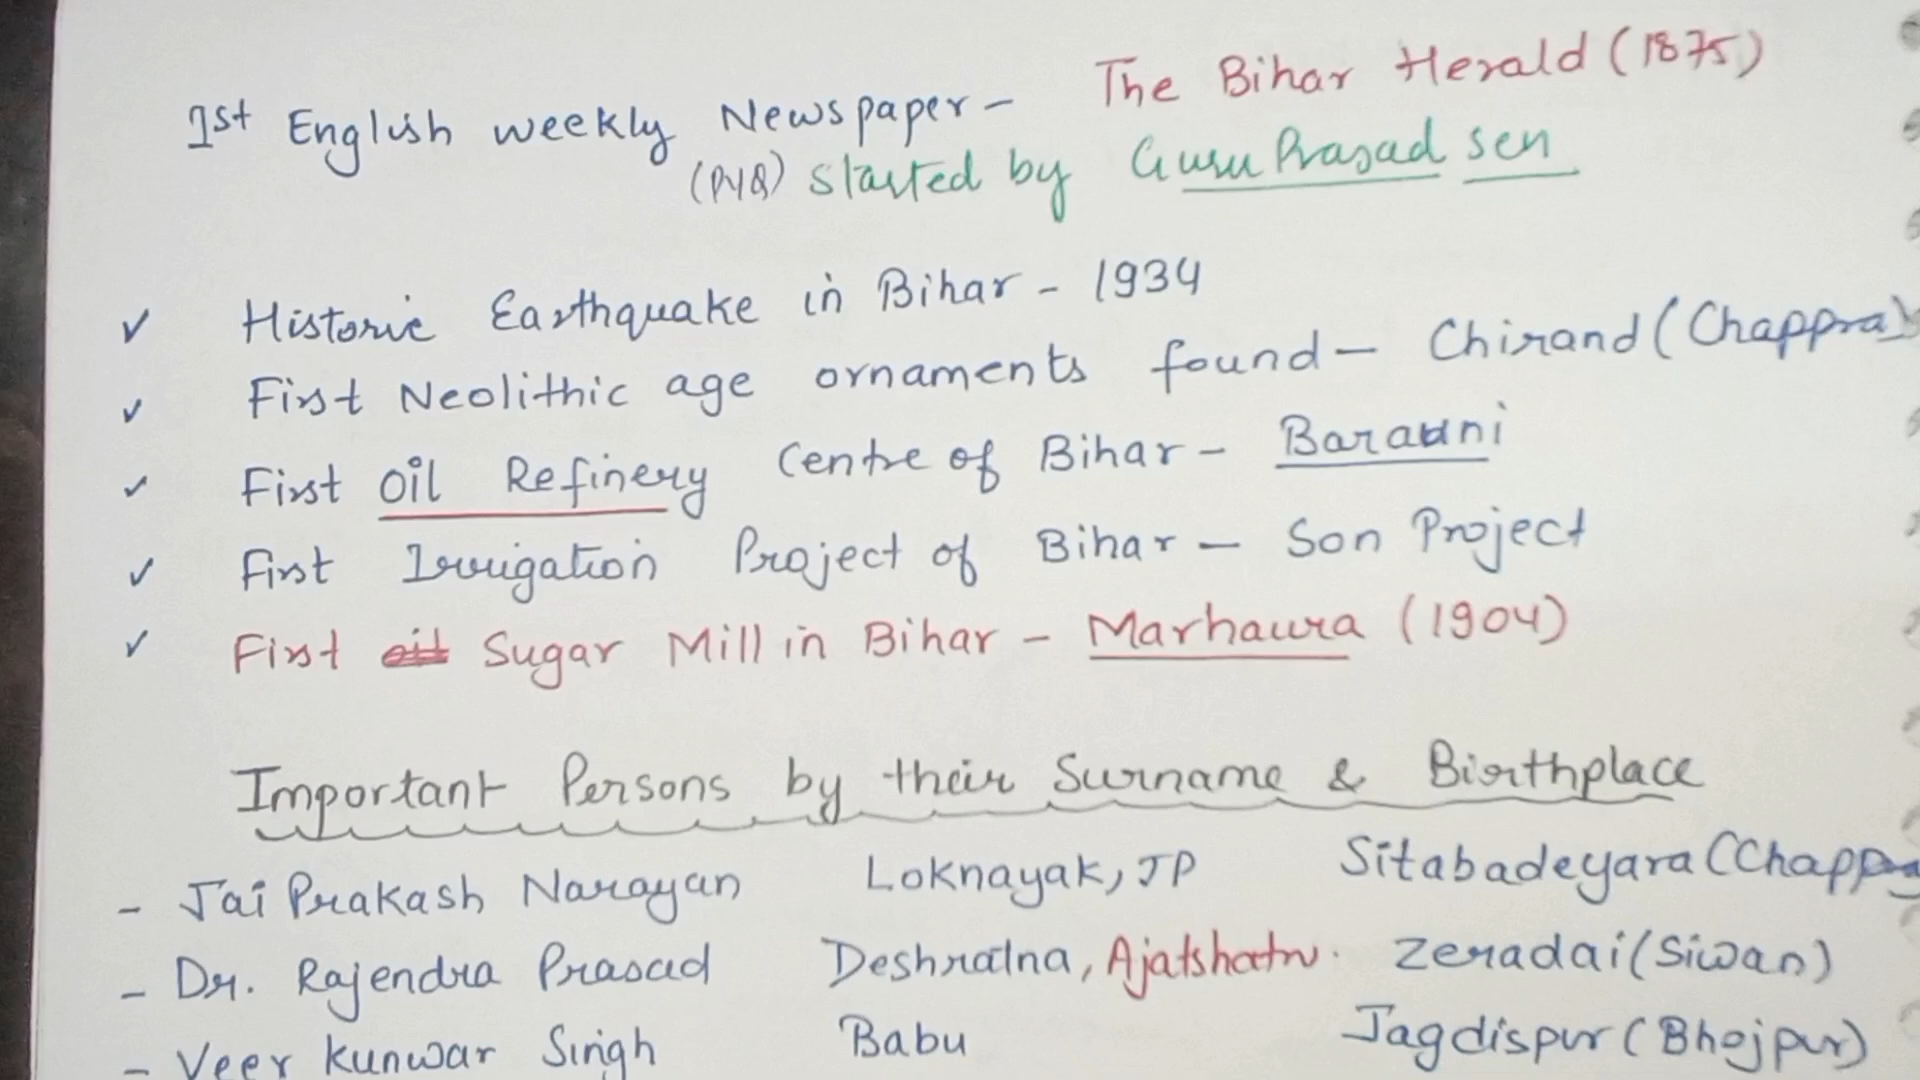 1st English weekly Newspaper - The Bihar Herald (1875)
(PYQ) started by Guru Prasad Sen
✓ Historic Earthquake in Bihar - 1934
✓ First Neolithic age ornaments found - Chirand (Chappra)
✓ First Oil Refinery Centre of Bihar - Barauni
✓ First Irrigation Project of Bihar - Son Project
✓ First oil Sugar Mill in Bihar - Marhaura (1904)
Important Persons by their Surname & Birthplace
- Jai Prakash Narayan Loknayak, JP Sitabadeyara (Chappra
- Dr. Rajendra Prasad Deshratna, Ajatshatru. Zeradai (Siwan)
- Veer Kunwar Singh Babu Jagdispur (Bhojpur)